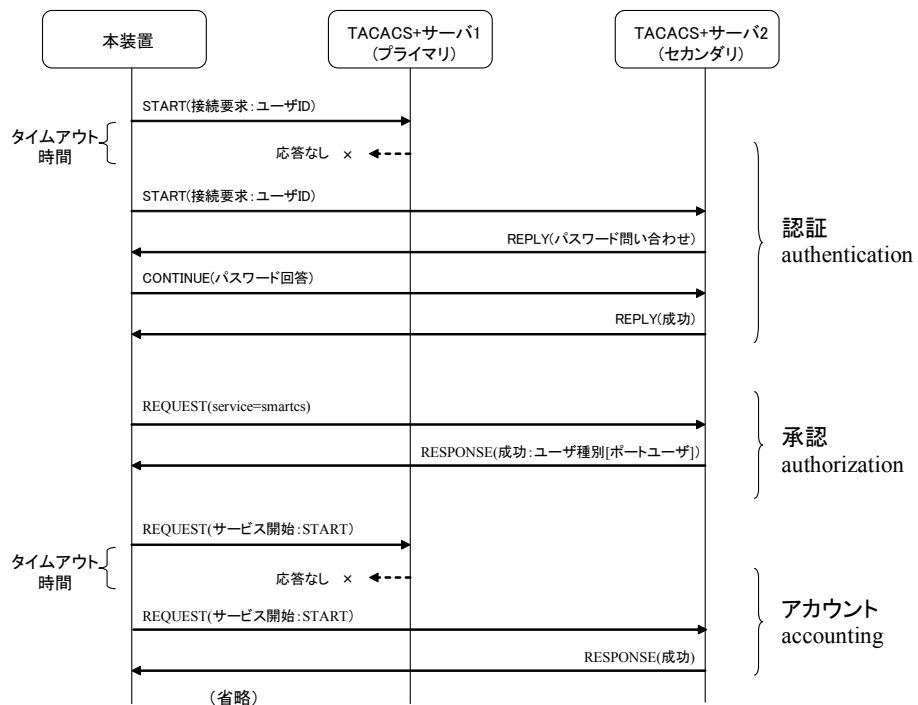 本装置
TACACS+サーバ1
(プライマリ)
TACACS+サーバ2
(セカンダリ)
START(接続要求:ユーザID)
タイムアウト
時間
応答なし ×
START(接続要求:ユーザID)
REPLY(パスワード問い合わせ)
CONTINUE(パスワード回答)
REPLY(成功)
認証
authentication
REQUEST(service=smartcs)
RESPONSE(成功:ユーザ種別[ポートユーザ])
承認
authorization
REQUEST(サービス開始:START)
タイムアウト
時間
応答なし ×
REQUEST(サービス開始:START)
RESPONSE(成功)
アカウント
accounting
(省略)